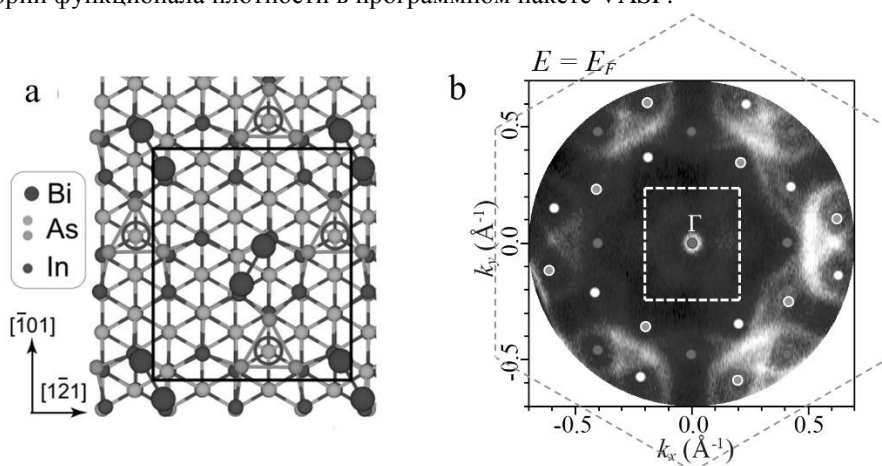 ории функционала плотности в программном пакете VASP.
a
Bi
As
In
[1̄01]
[12̄1]
b
E = E_F
Γ
k_y (Å⁻¹)
0.5
0.0
-0.5
-0.5
0.0
0.5
k_x (Å⁻¹)